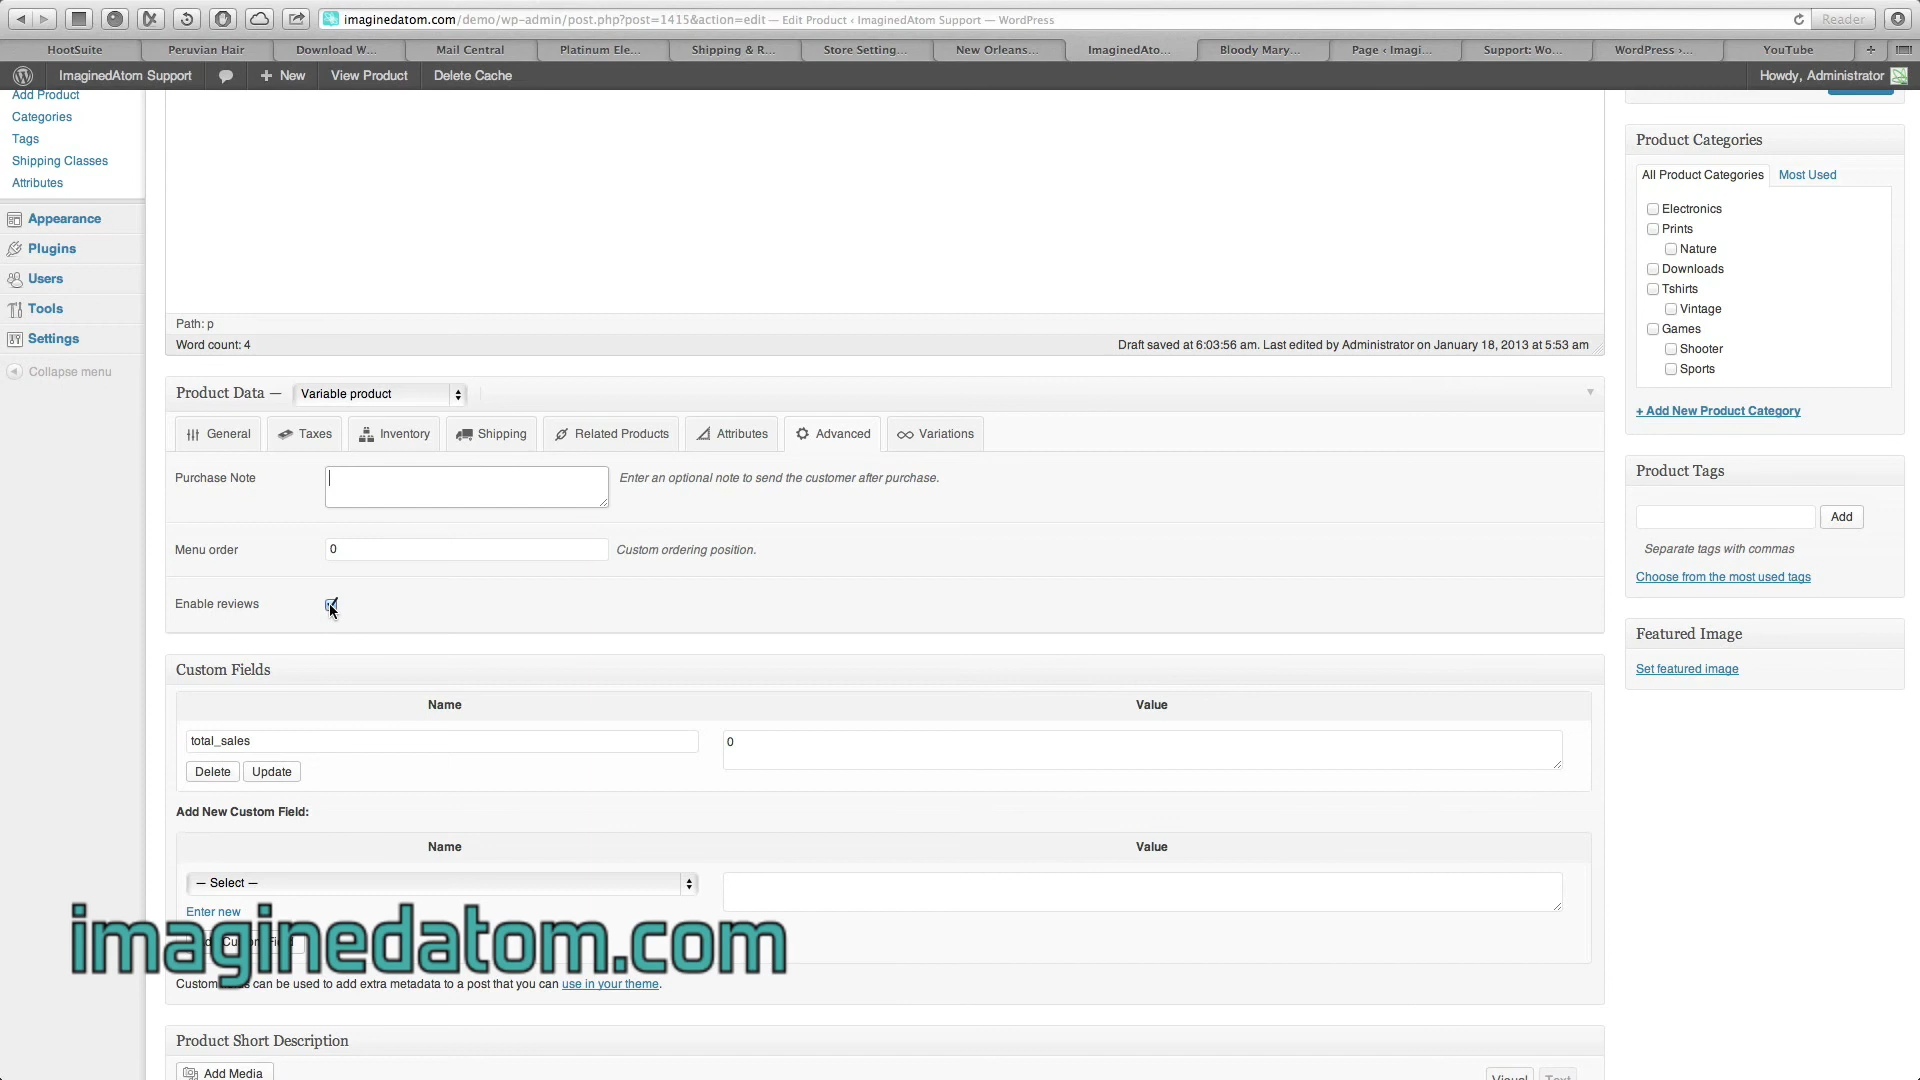 imaginedatom.com/demo/wp-admin/post.php?post=1415&action=edit — Edit Product ‹ ImaginedAtom Support — WordPress
Reader
HootSuite
Peruvian Hair
Download W...
Mail Central
Platinum Ele...
Shipping & R...
Store Setting...
New Orleans...
ImaginedAto...
Bloody Mary...
Page ‹ Imagi...
Support: Wo...
WordPress ›...
YouTube
ImaginedAtom Support
+ New
View Product
Delete Cache
Howdy, Administrator
Add Product
Categories
Tags
Shipping Classes
Attributes
Appearance
Plugins
Users
Tools
Settings
Collapse menu
Path: p
Word count: 4
Draft saved at 6:03:56 am. Last edited by Administrator on January 18, 2013 at 5:53 am
Product Data —
Variable product
General
Taxes
Inventory
Shipping
Related Products
Attributes
Advanced
Variations
Purchase Note
Enter an optional note to send the customer after purchase.
Menu order
0
Custom ordering position.
Enable reviews
Custom Fields
Name
Value
total_sales
0
Delete
Update
Add New Custom Field:
Name
Value
— Select —
Enter new
imaginedatom.com
Custom
can be used to add extra metadata to a post that you can use in your theme.
Product Short Description
Add Media
Visual
Text
Product Categories
All Product Categories
Most Used
Electronics
Prints
Nature
Downloads
Tshirts
Vintage
Games
Shooter
Sports
+ Add New Product Category
Product Tags
Add
Separate tags with commas
Choose from the most used tags
Featured Image
Set featured image